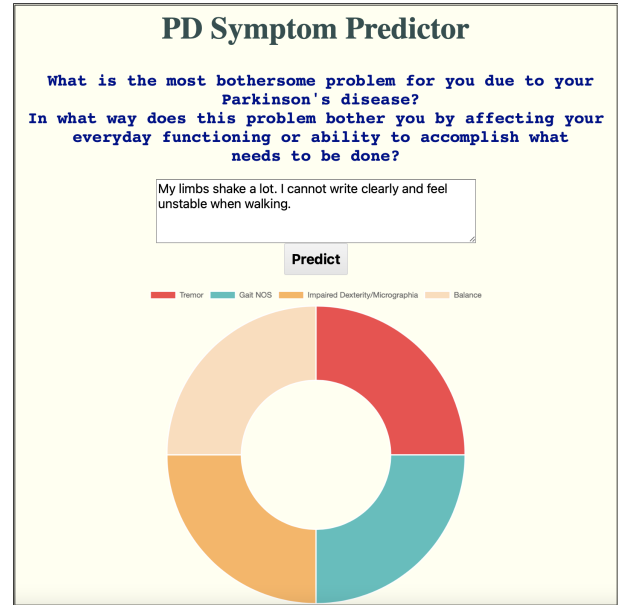 PD Symptom Predictor
What is the most bothersome problem for you due to your
Parkinson's disease?
In what way does this problem bother you by affecting your
everyday functioning or ability to accomplish what
needs to be done?
My limbs shake a lot. I cannot write clearly and feel
unstable when walking.
Predict
Tremor Gait NOS Impaired Dexterity/Micrographia Balance